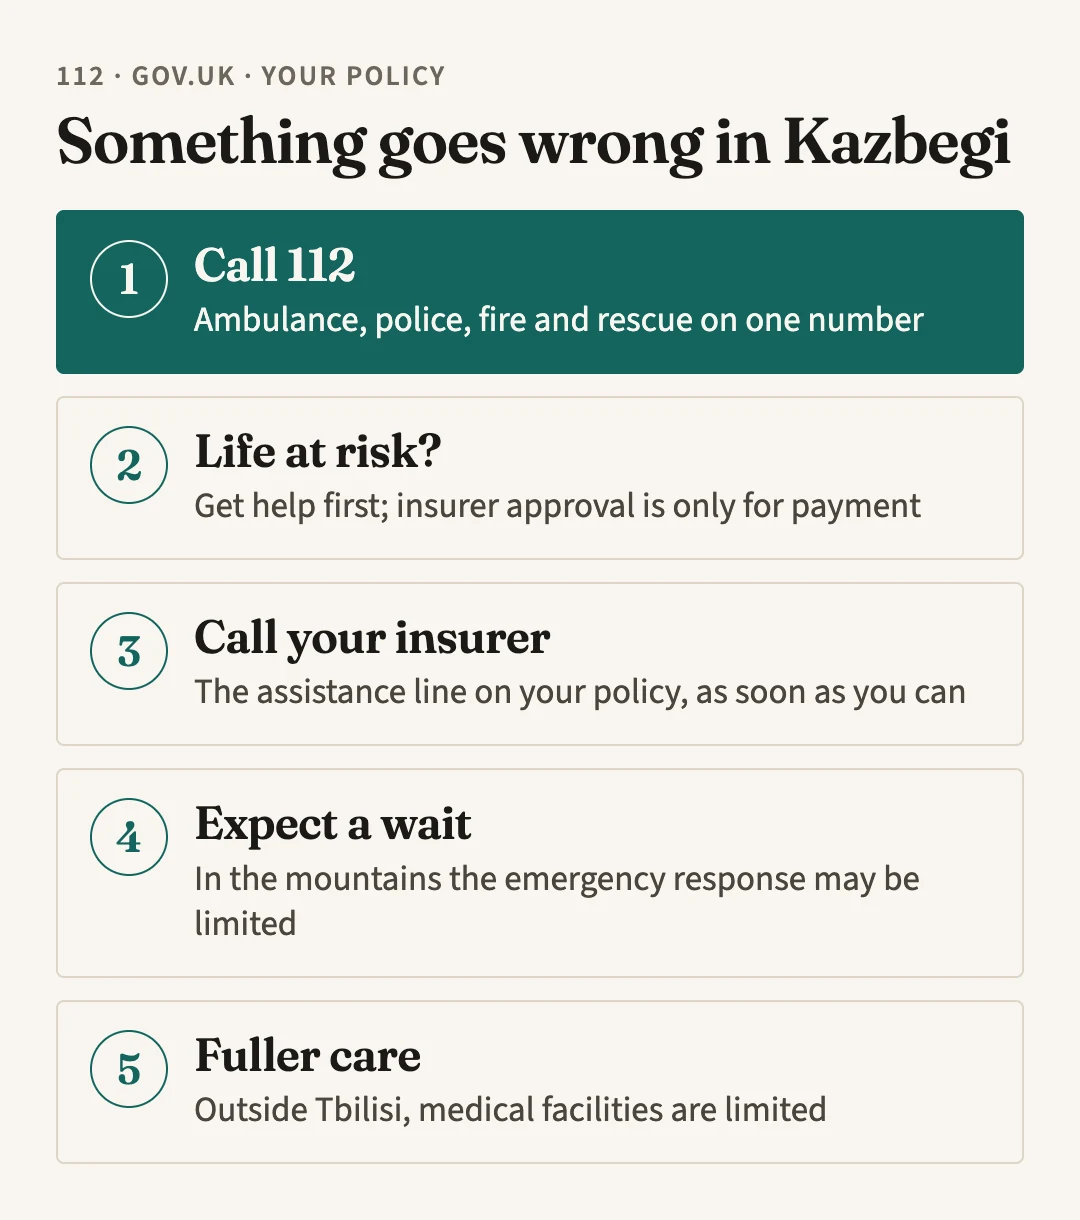 112 · GOV.UK · YOUR POLICY
Something goes wrong in Kazbegi
1
Call 112
Ambulance, police, fire and rescue on one number
2
Life at risk?
Get help first; insurer approval is only for payment
3
Call your insurer
The assistance line on your policy, as soon as you can
4
Expect a wait
In the mountains the emergency response may be
limited
5
Fuller care
Outside Tbilisi, medical facilities are limited